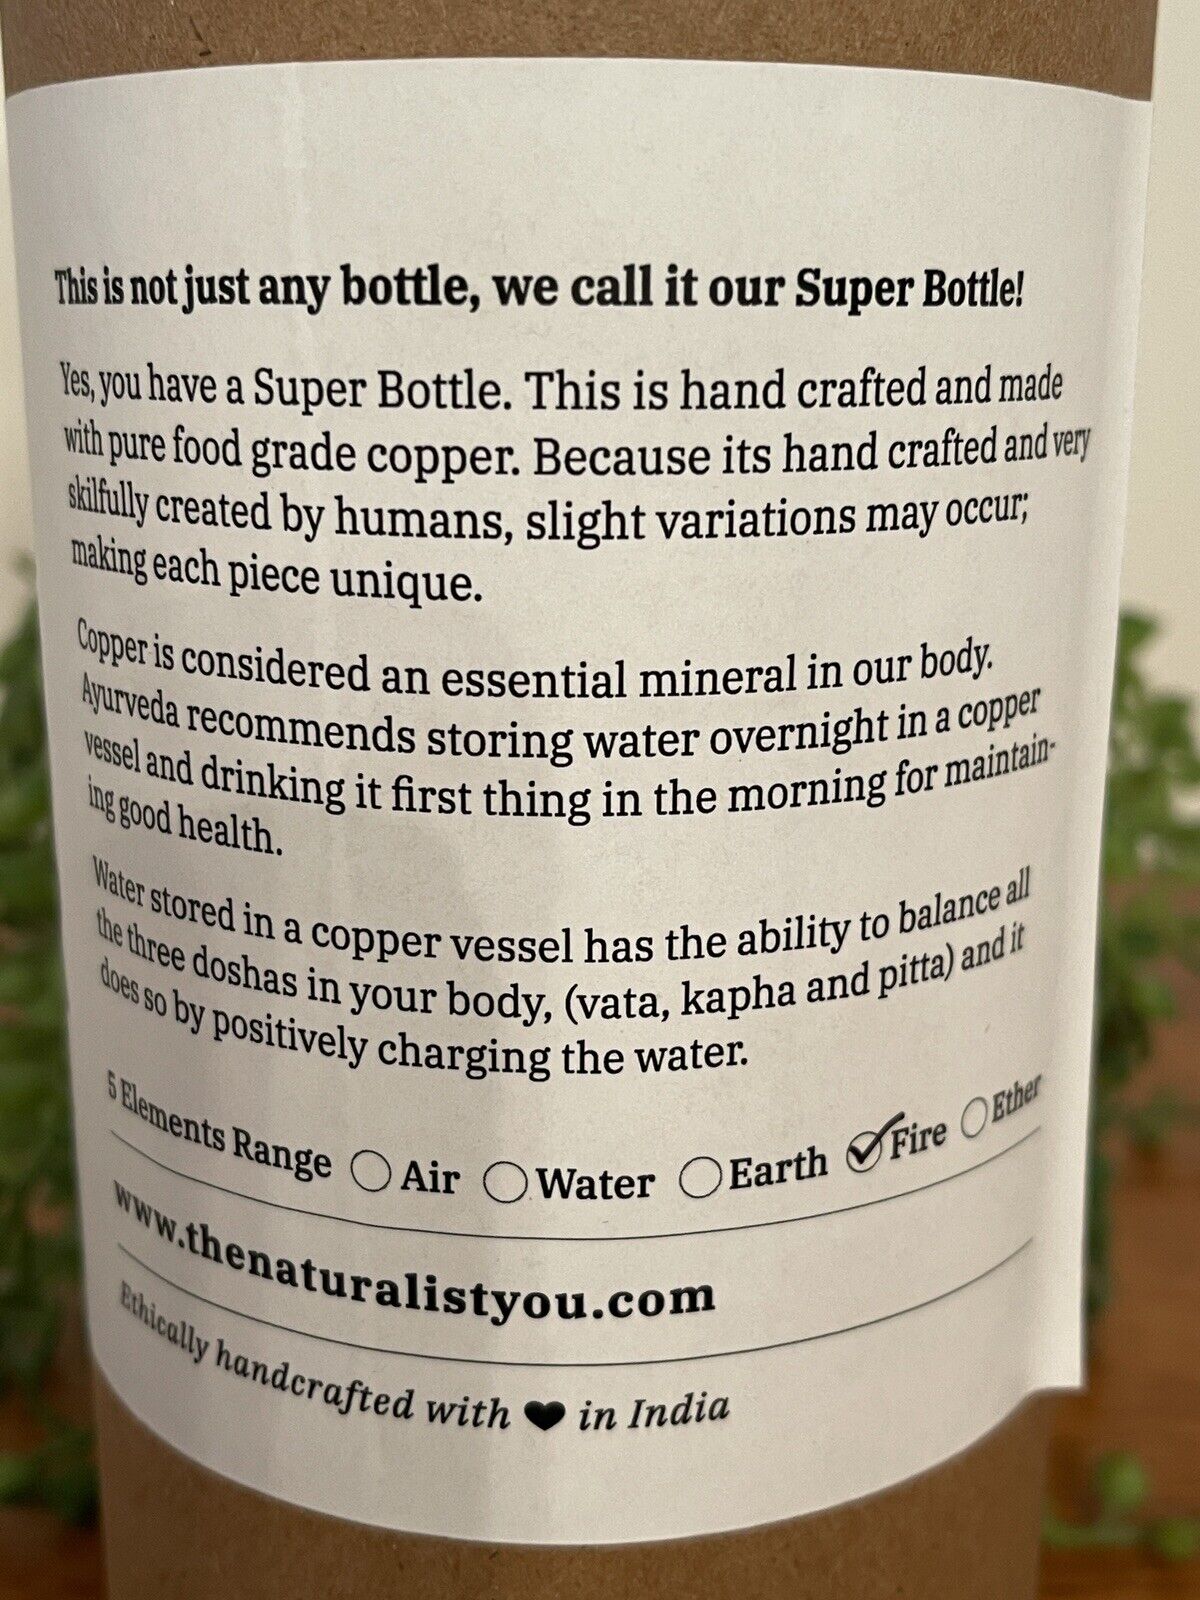 This is not just any bottle, we call it our Super Bottle!
Yes, you have a Super Bottle. This is hand crafted and made
with pure food grade copper. Because its hand crafted and very
skilfully created by humans, slight variations may occur;
making each piece unique.
Copper is considered an essential mineral in our body.
Ayurveda recommends storing water overnight in a copper
vessel and drinking it first thing in the morning for maintain-
ing good health.
Water stored in a copper vessel has the ability to balance all
the three doshas in your body, (vata, kapha and pitta) and it
does so by positively charging the water.
5 Elements Range Air Water Earth Fire Ether
www.thenaturalistyou.com
Ethically handcrafted with ♥ in India